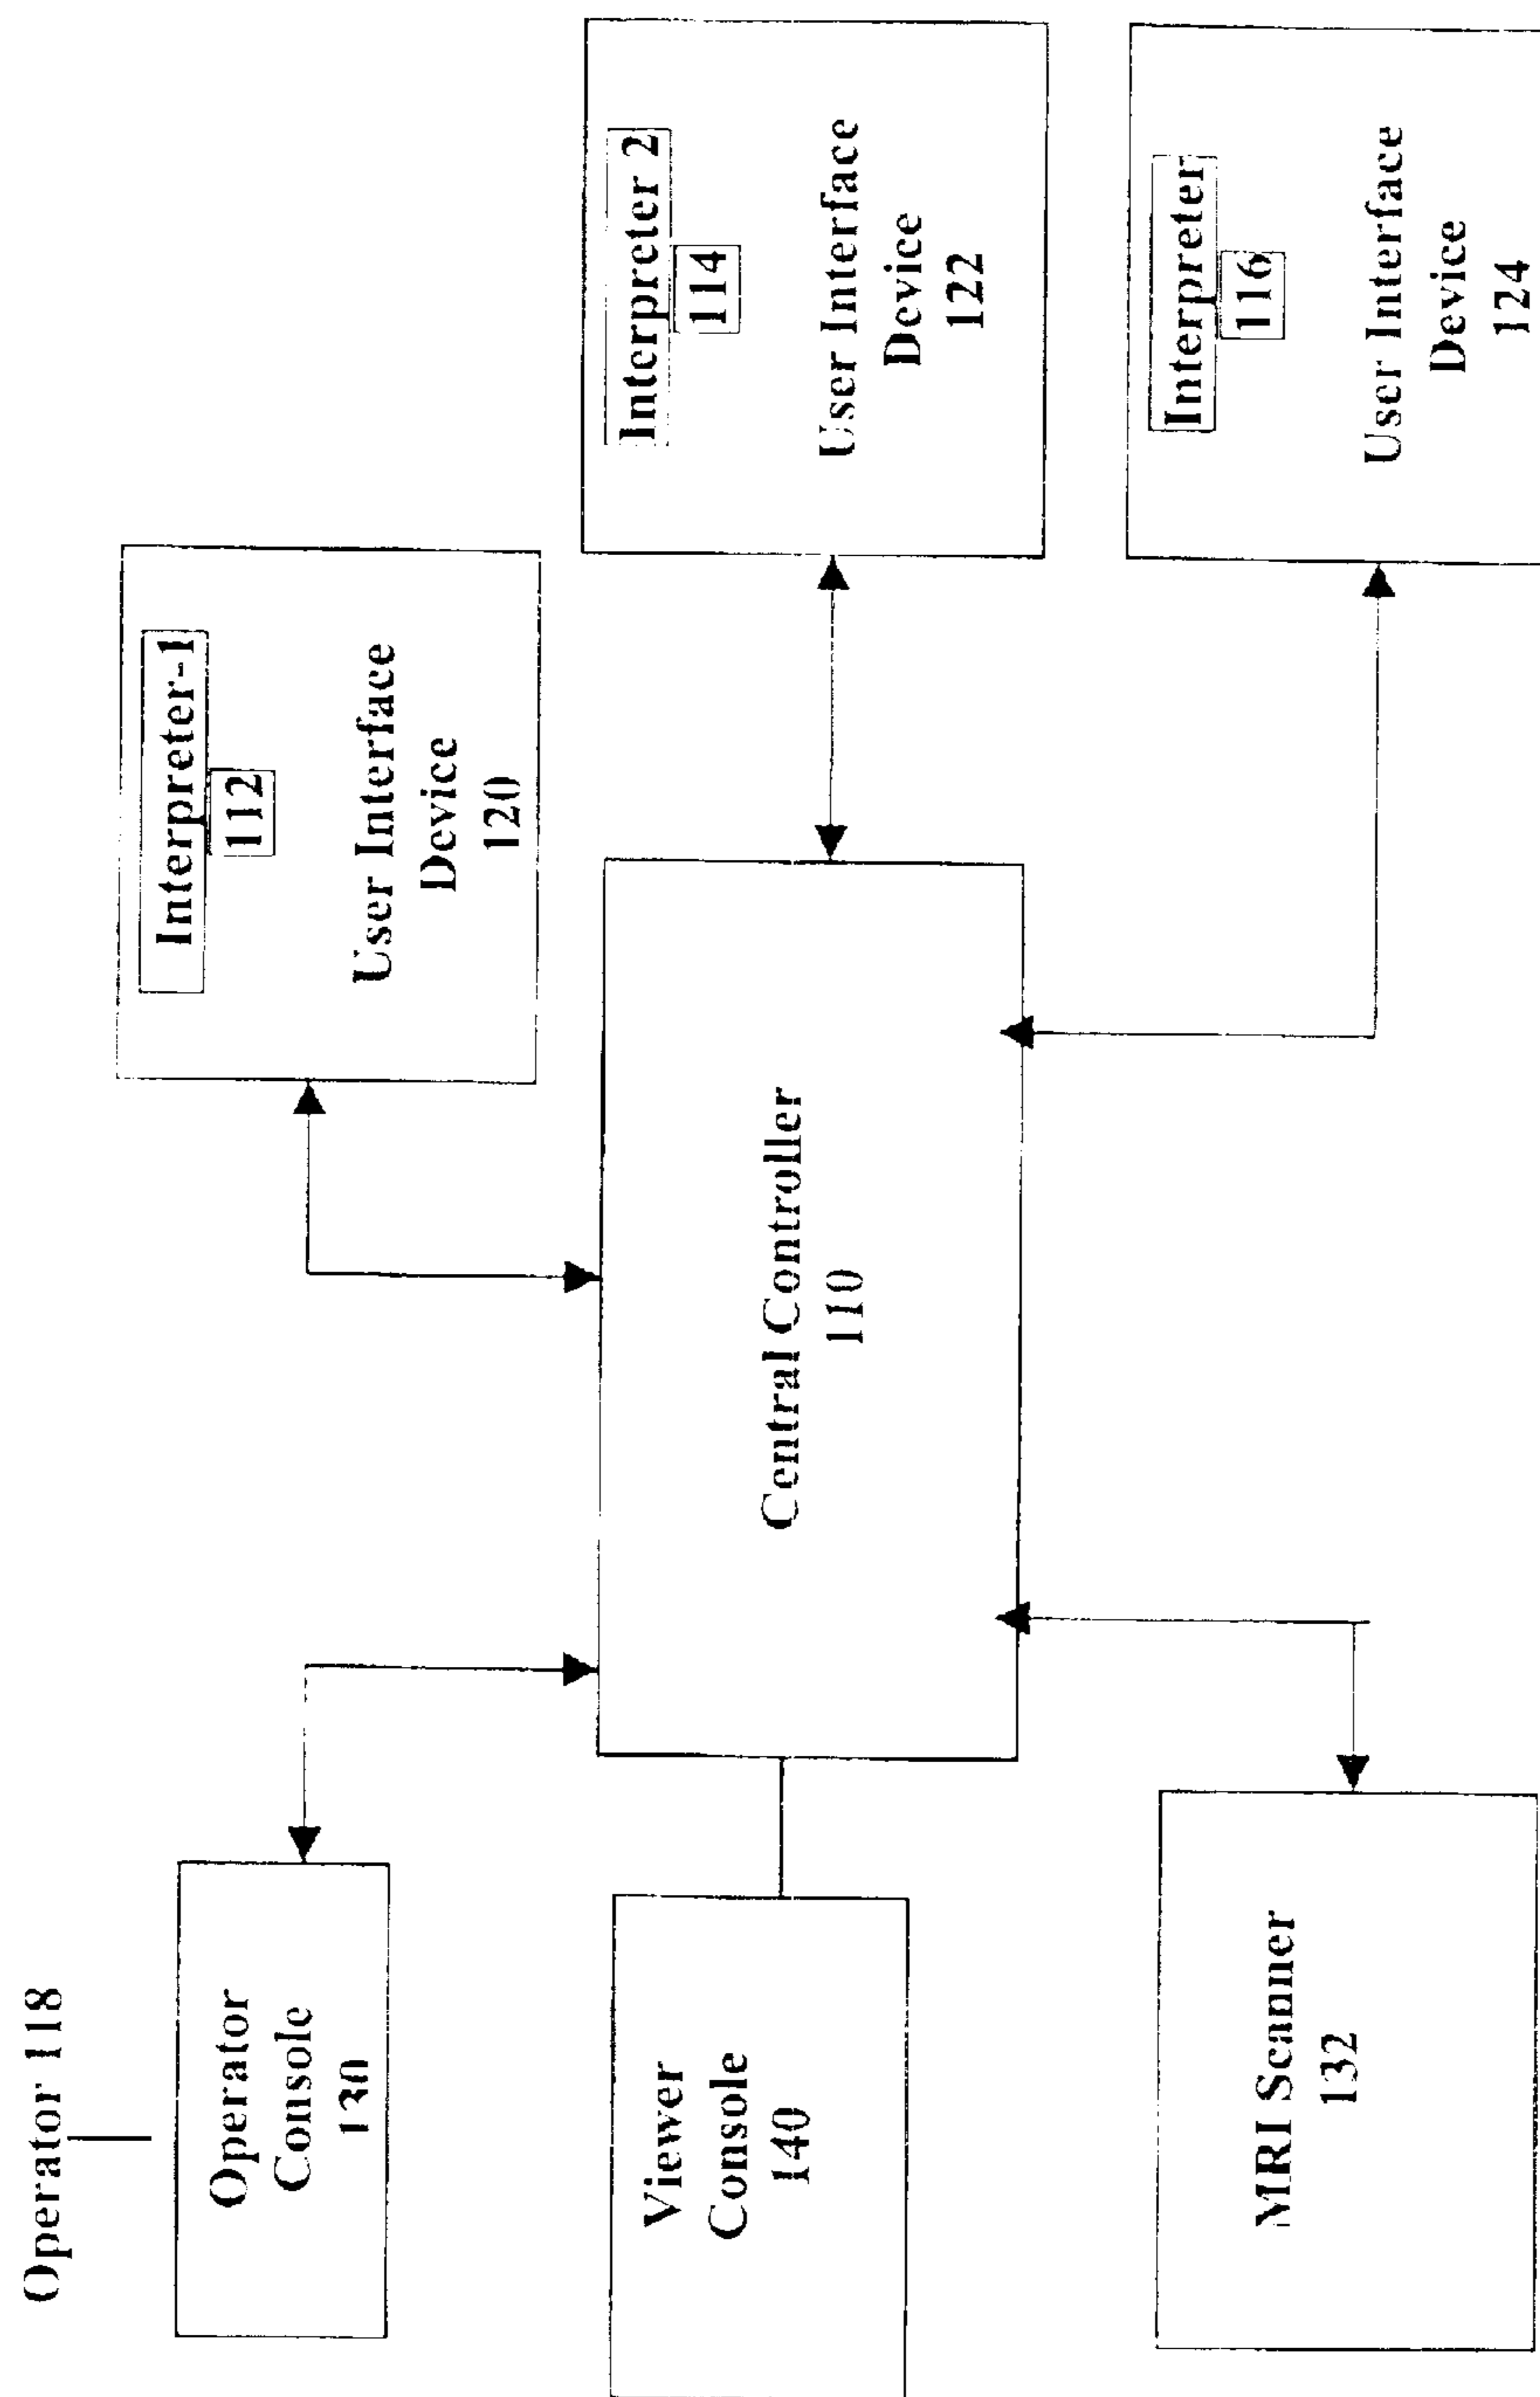 Operator 118
Operator
Console
130
Viewer
Console
140
MRI Scanner
132
Central Controller
110
Interpreter-1
112
User Interface
Device
120
Interpreter 2
114
User Interface
Device
122
Interpreter
116
User Interface
Device
124